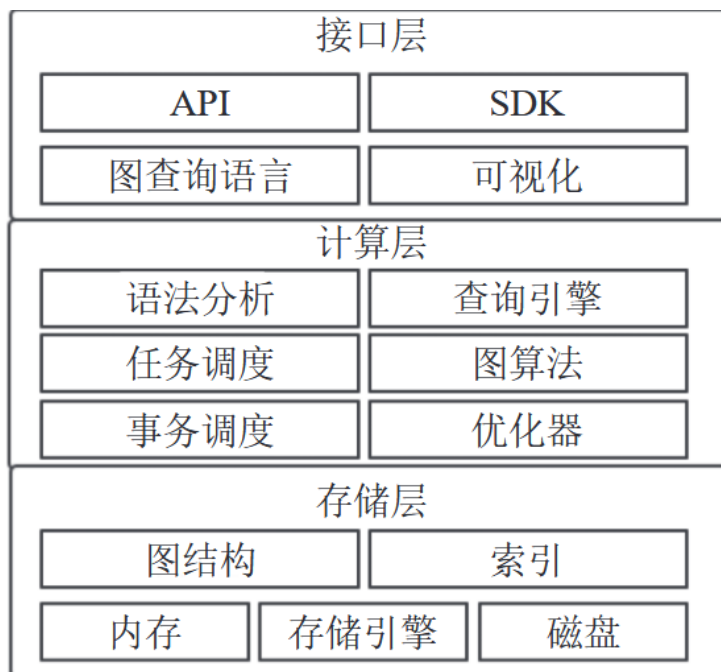 接口层
API SDK
图查询语言 可视化
计算层
语法分析 查询引擎
任务调度 图算法
事务调度 优化器
存储层
图结构 索引
内存 存储引擎 磁盘